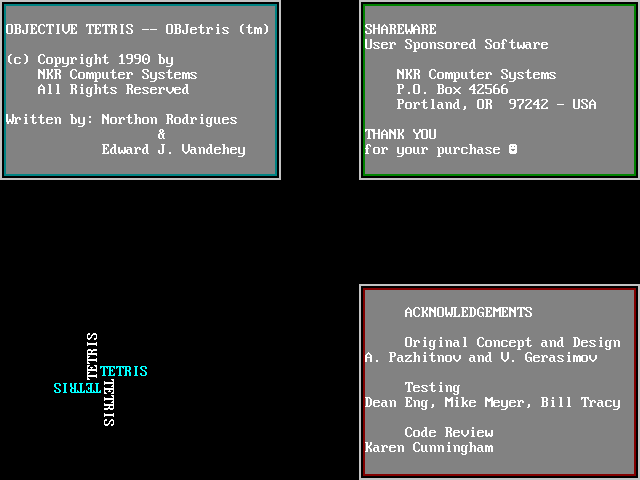 OBJECTIVE TETRIS -- OBJetris (tm)
(c) Copyright 1990 by
NKR Computer Systems
All Rights Reserved
Written by: Northon Rodrigues
&
Edward J. Vandehey
SHAREWARE
User Sponsored Software
NKR Computer Systems
P.O. Box 42566
Portland, OR 97242 - USA
THANK YOU
for your purchase ☻
TETRIS
TETRIS
TETRIS
TETRIS
ACKNOWLEDGEMENTS
Original Concept and Design
A. Pazhitnov and V. Gerasimov
Testing
Dean Eng, Mike Meyer, Bill Tracy
Code Review
Karen Cunningham